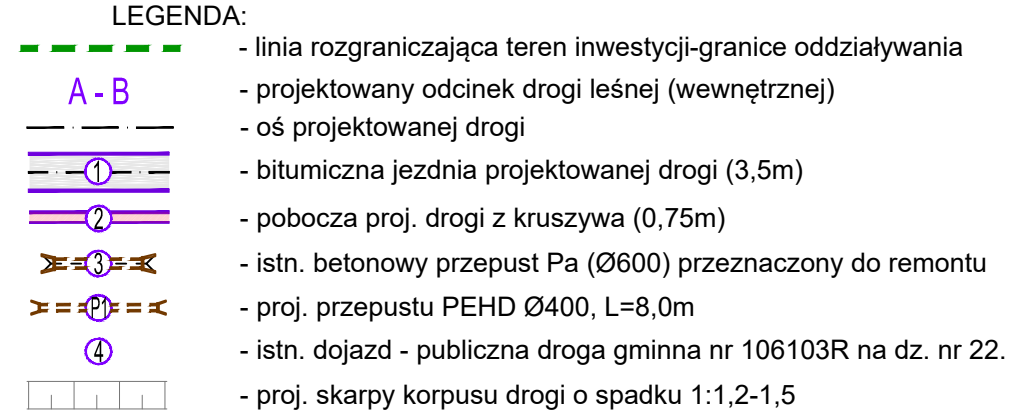 LEGENDA:
- linia rozgraniczająca teren inwestycji-granice oddziaływania
A - B - projektowany odcinek drogi leśnej (wewnętrznej)
- oś projektowanej drogi
1 - bitumiczna jezdnia projektowanej drogi (3,5m)
2 - pobocza proj. drogi z kruszywa (0,75m)
3 - istn. betonowy przepust Pa (Ø600) przeznaczony do remontu
P1 - proj. przepustu PEHD Ø400, L=8,0m
4 - istn. dojazd - publiczna droga gminna nr 106103R na dz. nr 22.
- proj. skarpy korpusu drogi o spadku 1:1,2-1,5